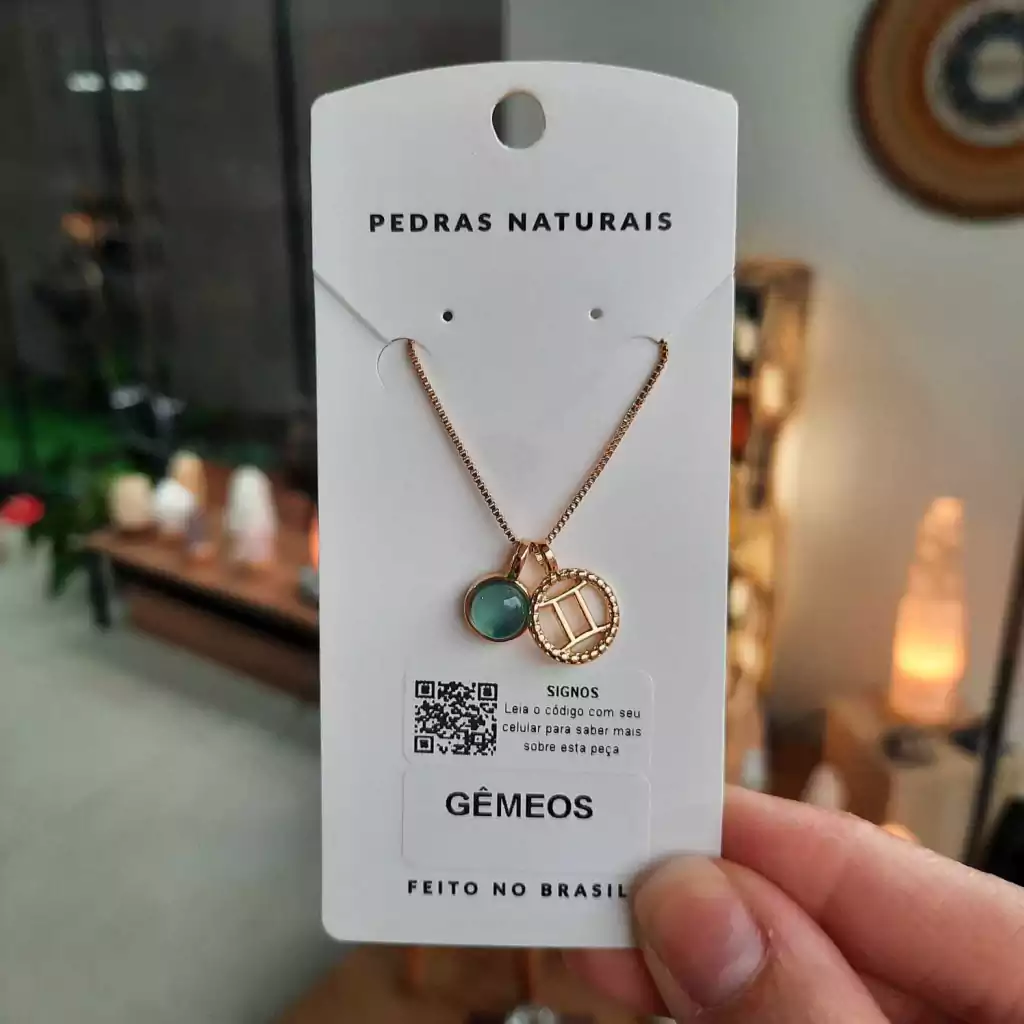 PEDRAS NATURAIS
SIGNOS
Leia o código com seu
celular para saber mais
sobre esta peça
GÊMEOS
FEITO NO BRASIL